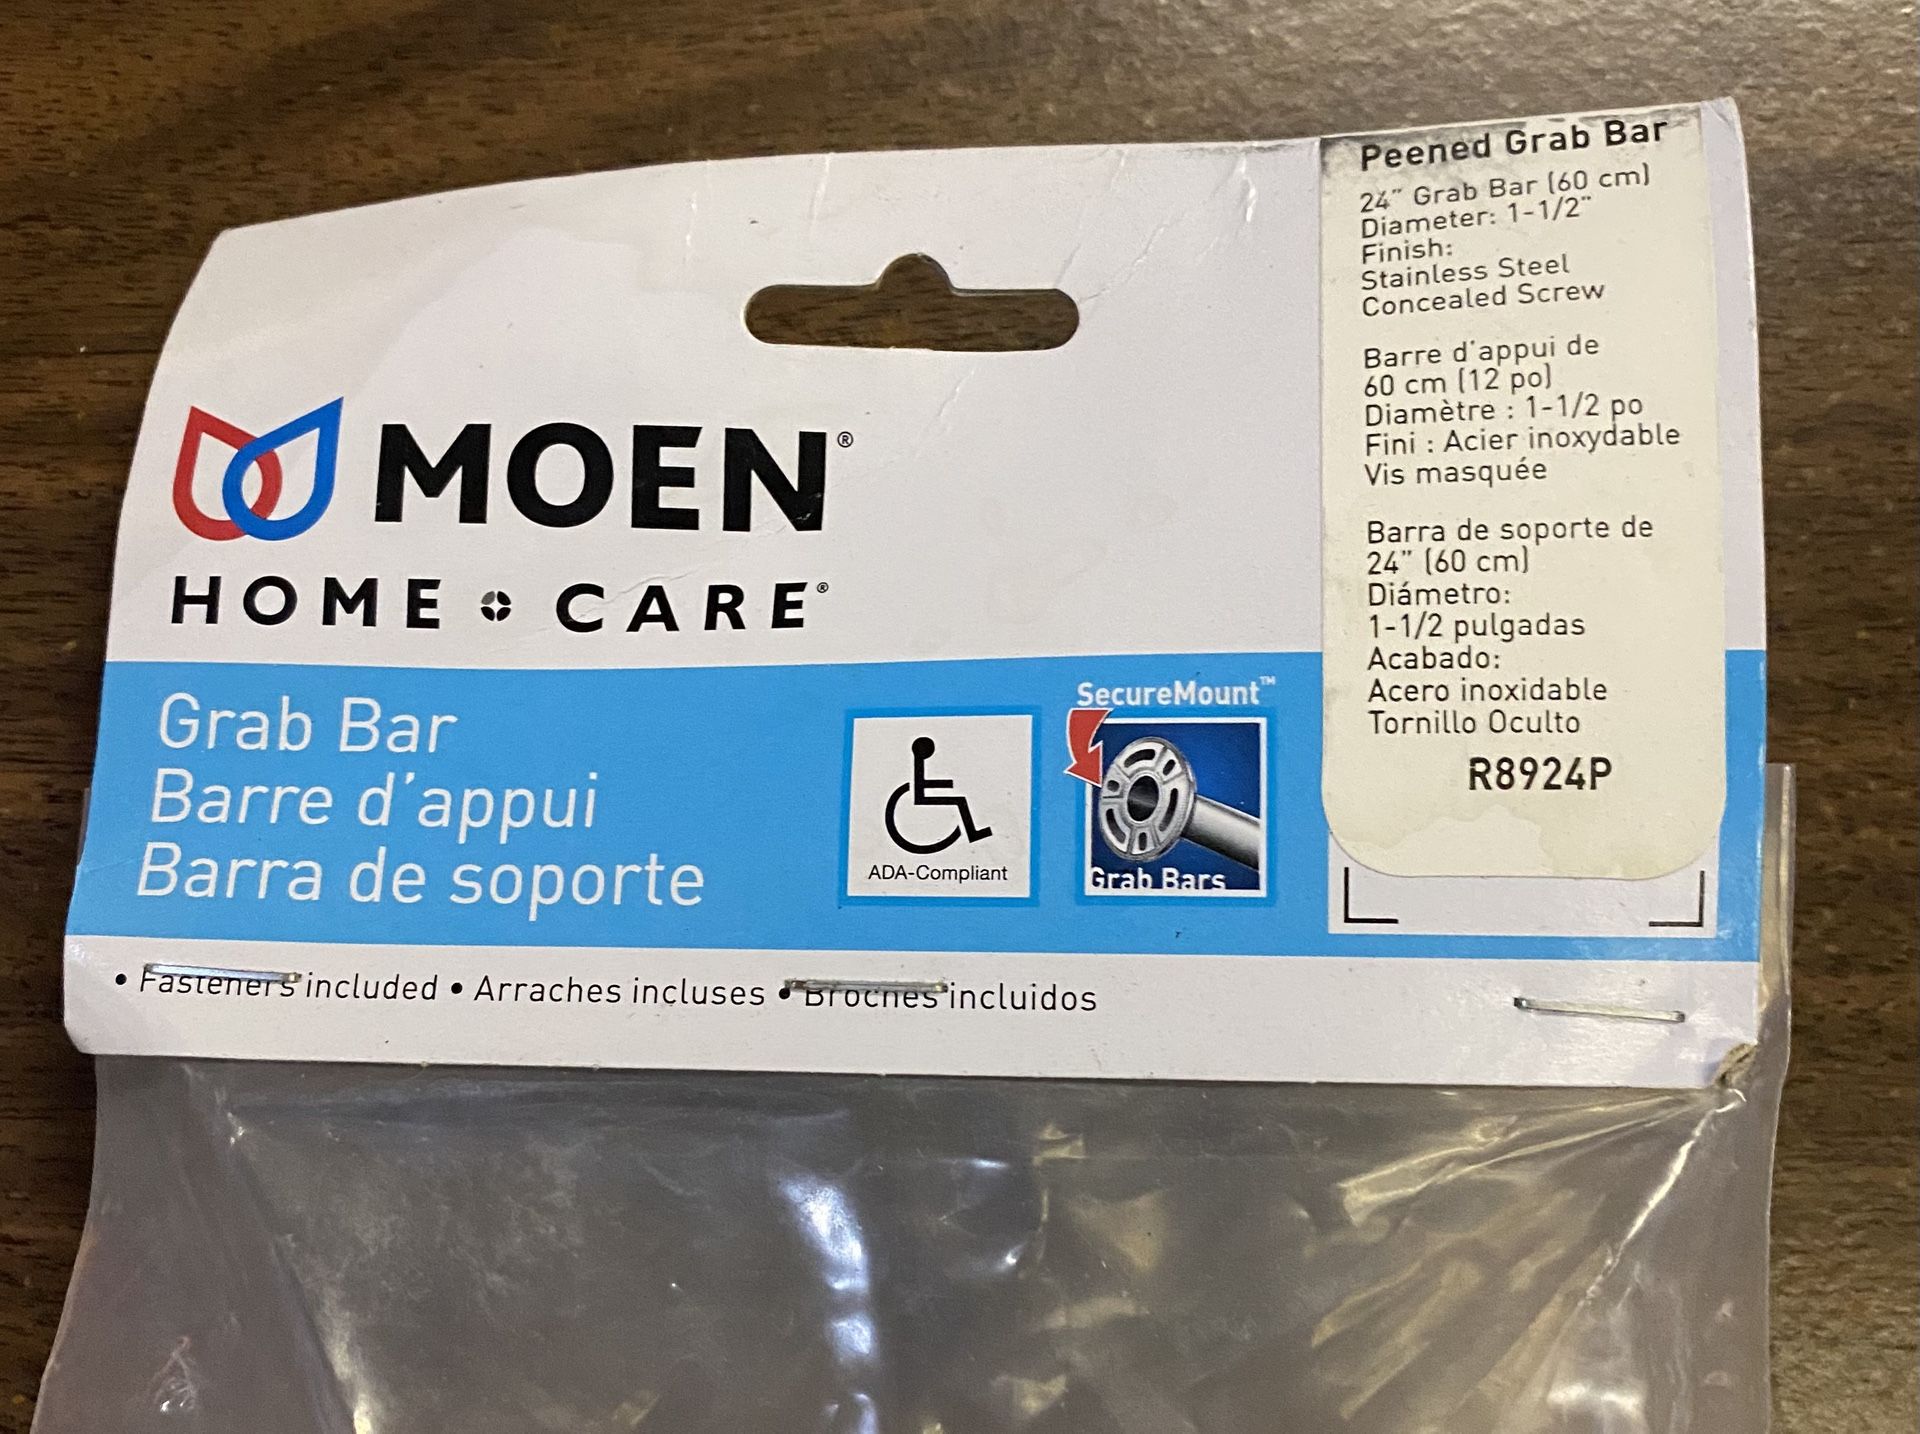 MOEN®
HOME CARE®
Grab Bar
Barre d'appui
Barra de soporte
ADA-Compliant
SecureMount™
Grab Bars
• Fasteners included • Arraches incluses • Broches incluidos
Peened Grab Bar
24" Grab Bar (60 cm)
Diameter: 1-1/2"
Finish:
Stainless Steel
Concealed Screw
Barre d'appui de
60 cm (12 po)
Diamètre : 1-1/2 po
Fini : Acier inoxydable
Vis masquée
Barra de soporte de
24" (60 cm)
Diámetro:
1-1/2 pulgadas
Acabado:
Acero inoxidable
Tornillo Oculto
R8924P